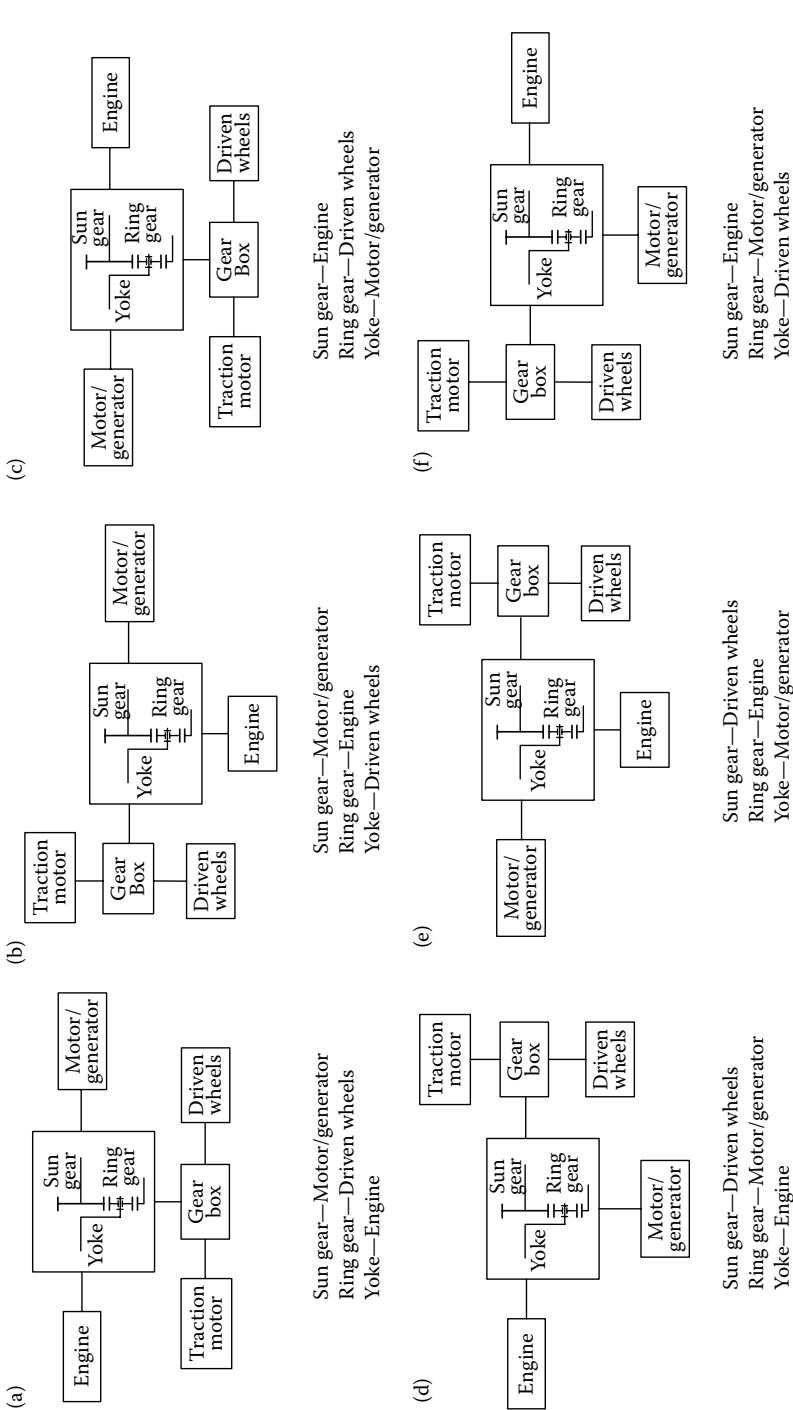 (a)
Engine
Yoke
Sun
gear
Ring
gear
Motor/
generator
Traction
motor
Gear
box
Driven
wheels
Sun gear—Motor/generator
Ring gear—Driven wheels
Yoke—Engine
(b)
Traction
motor
Gear
Box
Driven
wheels
Yoke
Sun
gear
Ring
gear
Motor/
generator
Engine
Sun gear—Motor/generator
Ring gear—Engine
Yoke—Driven wheels
(c)
Motor/
generator
Yoke
Sun
gear
Ring
gear
Engine
Traction
motor
Gear
Box
Driven
wheels
Sun gear—Engine
Ring gear—Driven wheels
Yoke—Motor/generator
(d)
Engine
Yoke
Sun
gear
Ring
gear
Traction
motor
Gear
box
Driven
wheels
Motor/
generator
Sun gear—Driven wheels
Ring gear—Motor/generator
Yoke—Engine
(e)
Motor/
generator
Yoke
Sun
gear
Ring
gear
Traction
motor
Gear
box
Driven
wheels
Engine
Sun gear—Driven wheels
Ring gear—Engine
Yoke—Motor/generator
(f)
Traction
motor
Gear
box
Driven
wheels
Yoke
Sun
gear
Ring
gear
Engine
Motor/
generator
Sun gear—Engine
Ring gear—Motor/generator
Yoke—Driven wheels